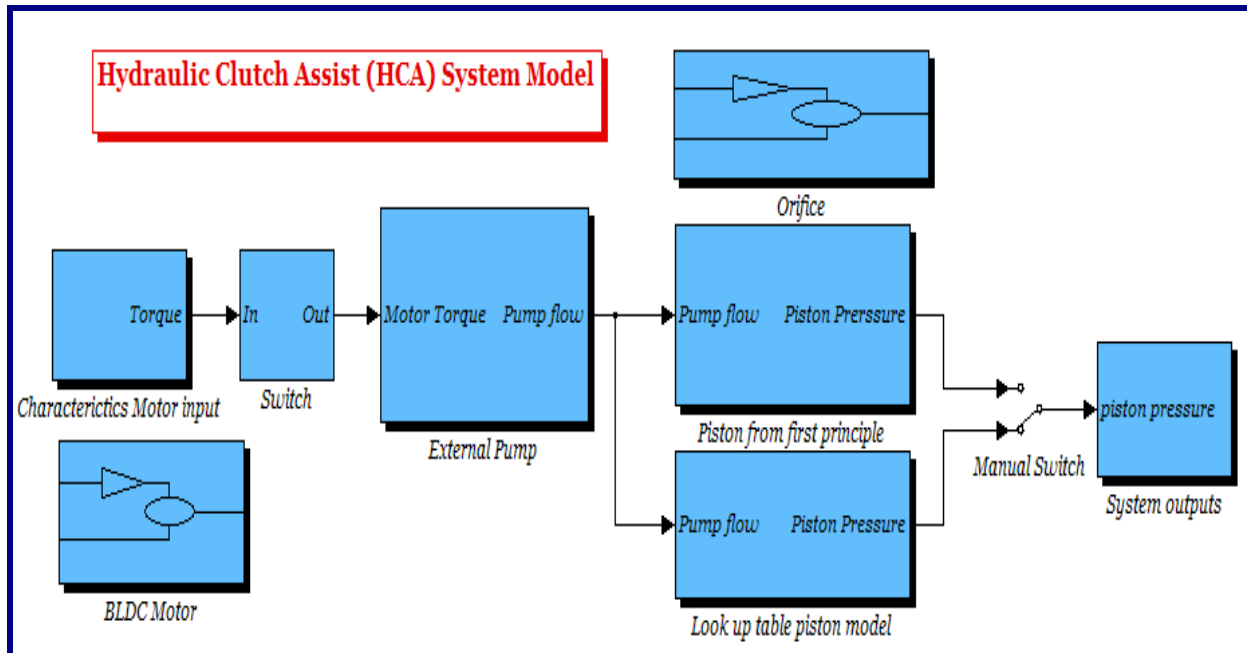 Hydraulic Clutch Assist (HCA) System Model
Orifice
Torque
Characterictics Motor input
In Out
Switch
Motor Torque Pump flow
External Pump
Pump flow Piston Prerssure
Piston from first principle
Manual Switch
piston pressure
System outputs
BLDC Motor
Pump flow Piston Pressure
Look up table piston model